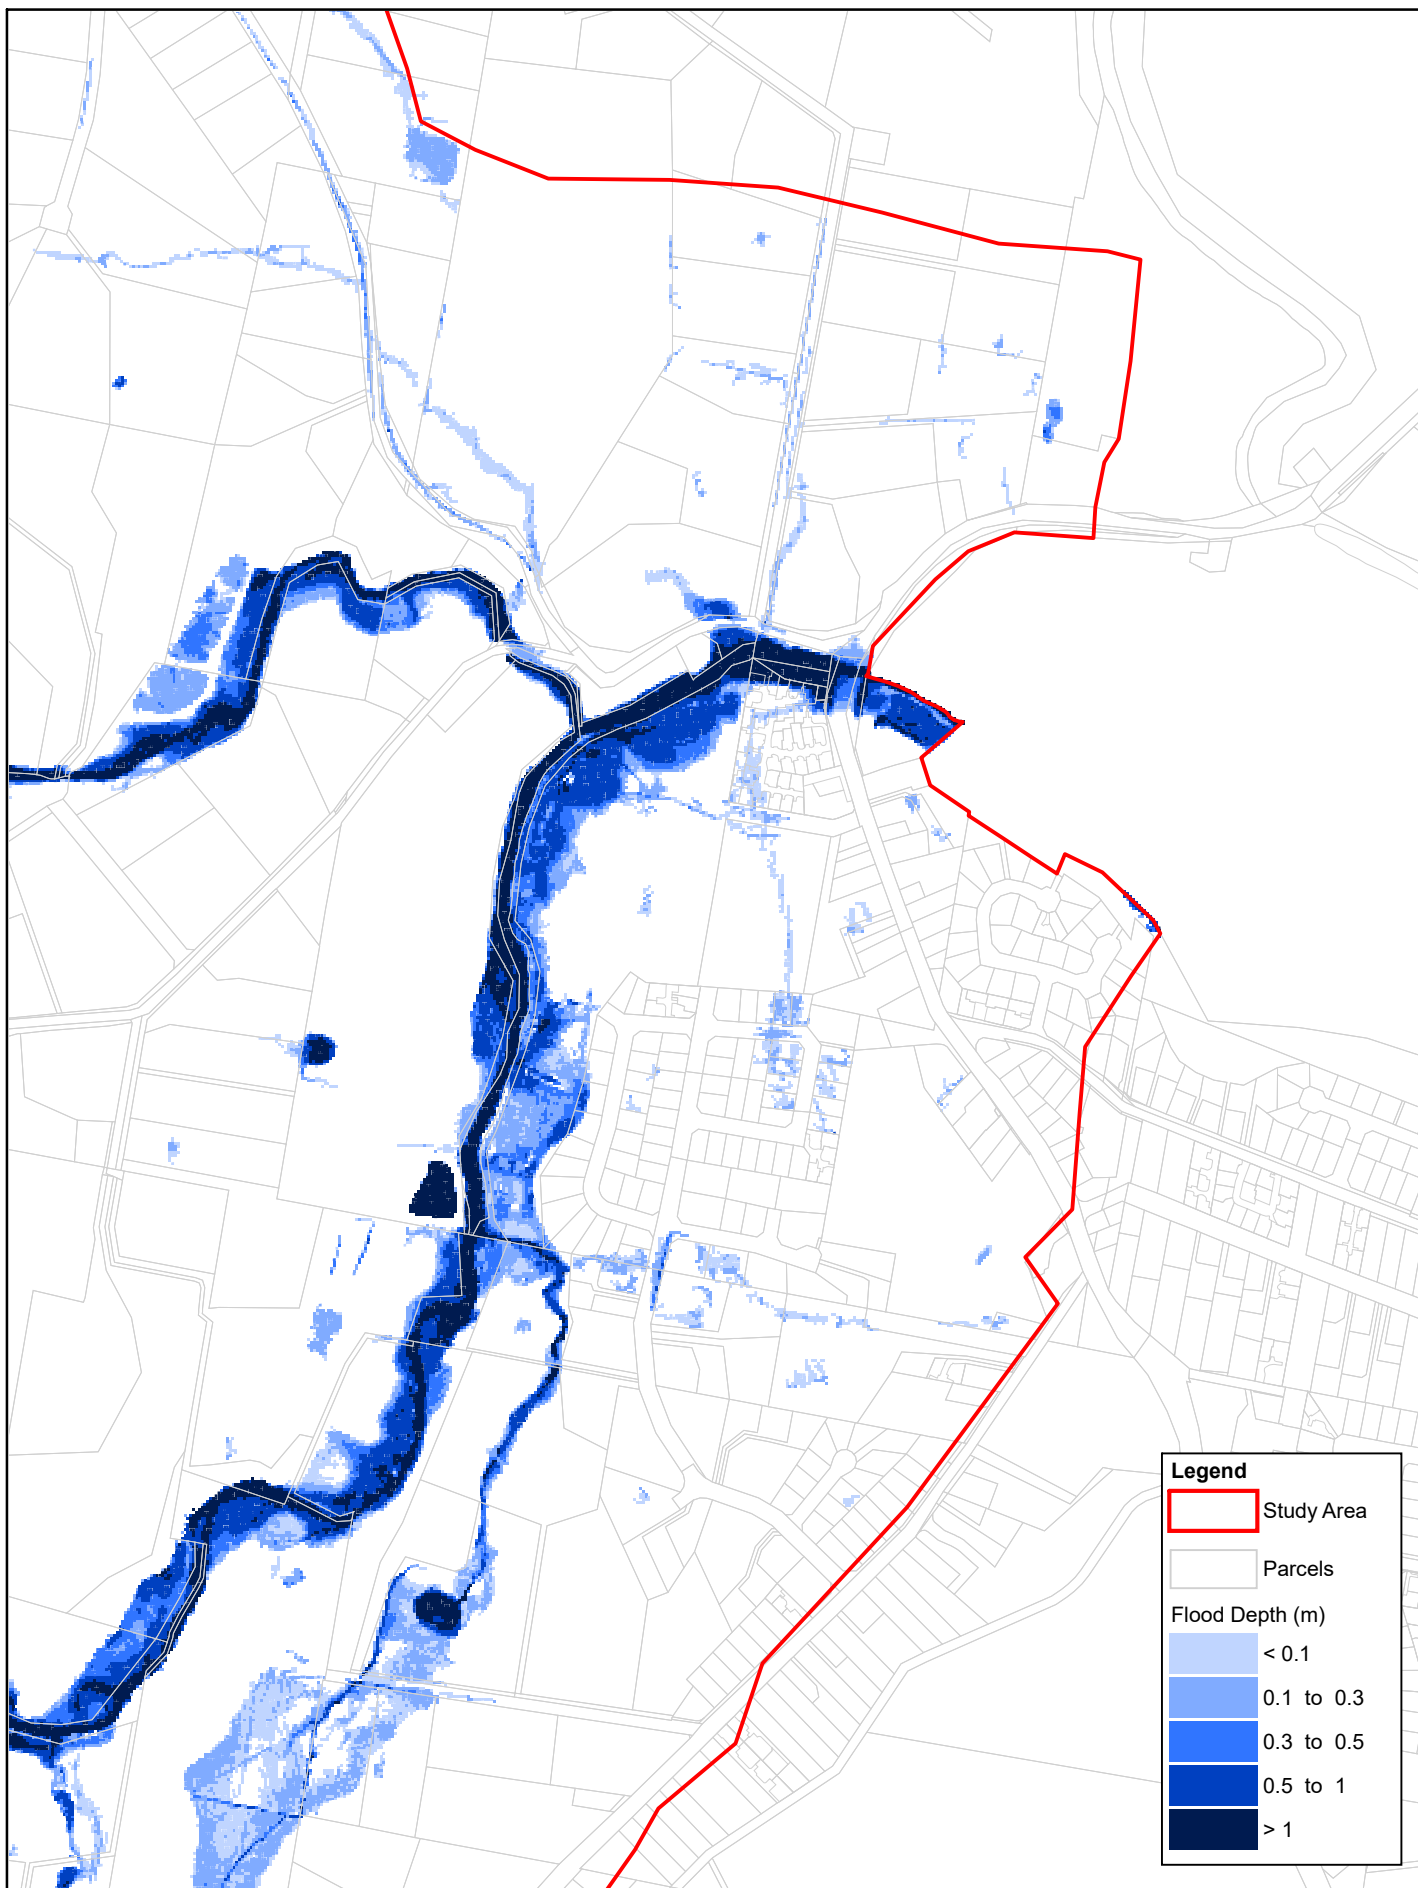 Legend
Study Area
Parcels
Flood Depth (m)
< 0.1
0.1 to 0.3
0.3 to 0.5
0.5 to 1
> 1